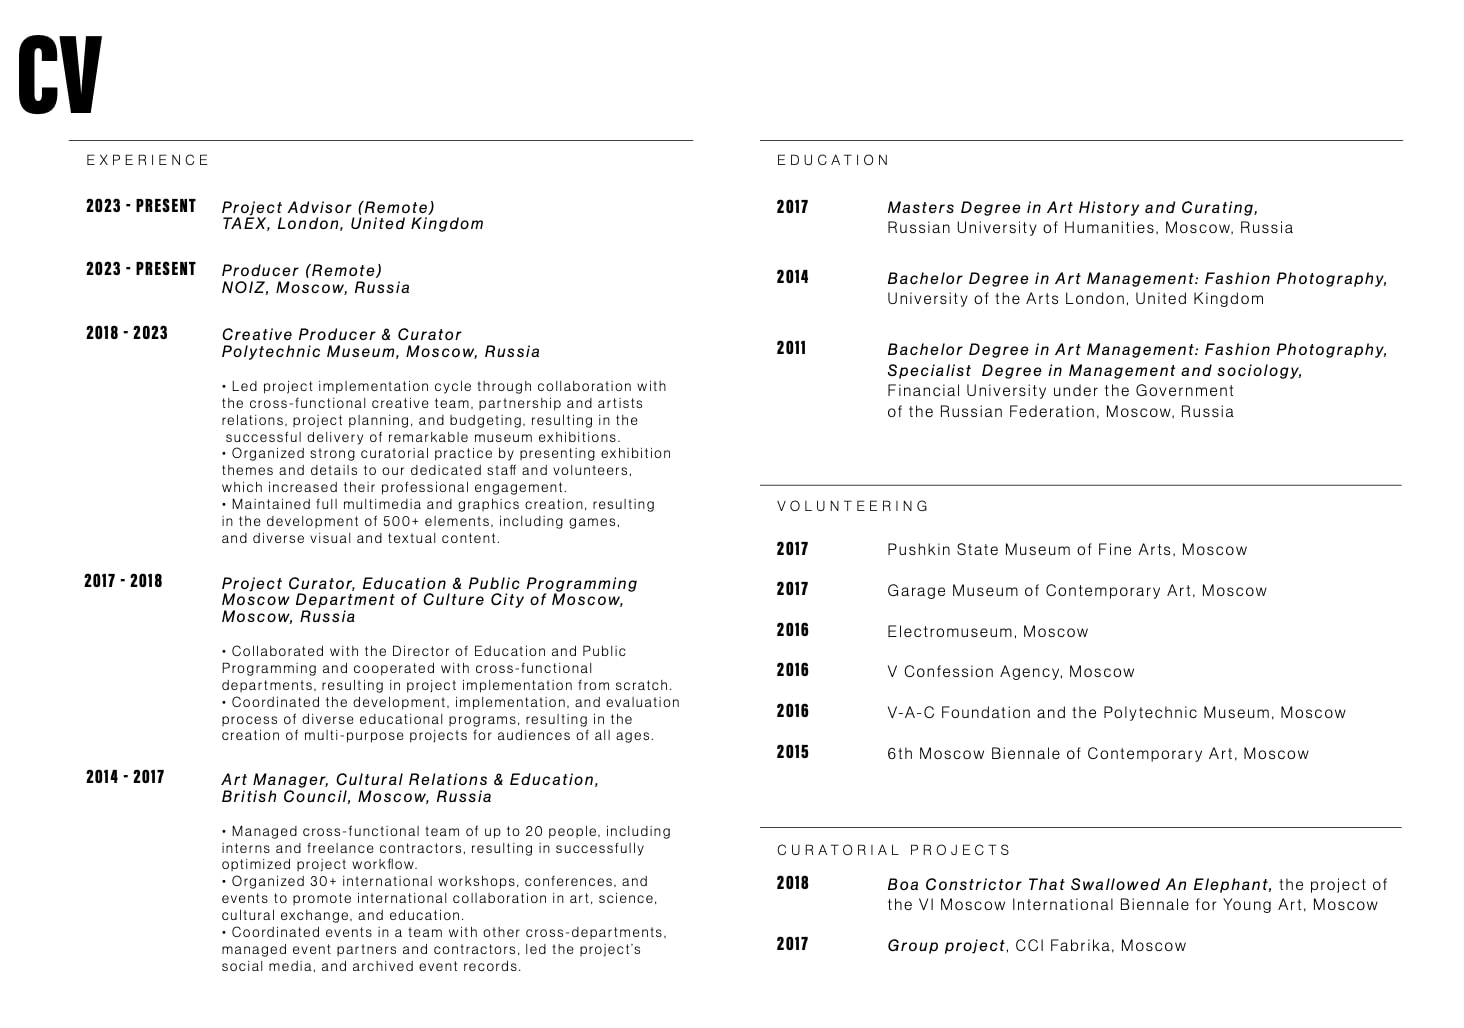 CV
EXPERIENCE
2023 - PRESENT
Project Advisor (Remote)
TAEX, London, United Kingdom
2023 - PRESENT
Producer (Remote)
NOIZ, Moscow, Russia
2018 - 2023
Creative Producer & Curator
Polytechnic Museum, Moscow, Russia
• Led project implementation cycle through collaboration with
the cross-functional creative team, partnership and artists
relations, project planning, and budgeting, resulting in the
successful delivery of remarkable museum exhibitions.
• Organized strong curatorial practice by presenting exhibition
themes and details to our dedicated staff and volunteers,
which increased their professional engagement.
• Maintained full multimedia and graphics creation, resulting
in the development of 500+ elements, including games,
and diverse visual and textual content.
2017 - 2018
Project Curator, Education & Public Programming
Moscow Department of Culture City of Moscow,
Moscow, Russia
• Collaborated with the Director of Education and Public
Programming and cooperated with cross-functional
departments, resulting in project implementation from scratch.
• Coordinated the development, implementation, and evaluation
process of diverse educational programs, resulting in the
creation of multi-purpose projects for audiences of all ages.
2014 - 2017
Art Manager, Cultural Relations & Education,
British Council, Moscow, Russia
• Managed cross-functional team of up to 20 people, including
interns and freelance contractors, resulting in successfully
optimized project workflow.
• Organized 30+ international workshops, conferences, and
events to promote international collaboration in art, science,
cultural exchange, and education.
• Coordinated events in a team with other cross-departments,
managed event partners and contractors, led the project's
social media, and archived event records.
EDUCATION
2017
Masters Degree in Art History and Curating,
Russian University of Humanities, Moscow, Russia
2014
Bachelor Degree in Art Management: Fashion Photography,
University of the Arts London, United Kingdom
2011
Bachelor Degree in Art Management: Fashion Photography,
Specialist Degree in Management and sociology,
Financial University under the Government
of the Russian Federation, Moscow, Russia
VOLUNTEERING
2017
Pushkin State Museum of Fine Arts, Moscow
2017
Garage Museum of Contemporary Art, Moscow
2016
Electromuseum, Moscow
2016
V Confession Agency, Moscow
2016
V-A-C Foundation and the Polytechnic Museum, Moscow
2015
6th Moscow Biennale of Contemporary Art, Moscow
CURATORIAL PROJECTS
2018
Boa Constrictor That Swallowed An Elephant, the project of
the VI Moscow International Biennale for Young Art, Moscow
2017
Group project, CCI Fabrika, Moscow